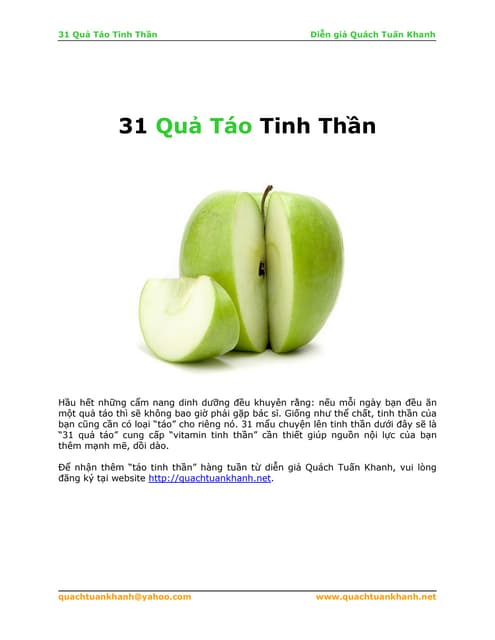 31 Quả Táo Tinh Thần Diễn giả Quách Tuấn Khanh
31 Quả Táo Tinh Thần
Hầu hết những cẩm nang dinh dưỡng đều khuyên rằng: nếu mỗi ngày bạn đều ăn
một quả táo thì sẽ không bao giờ phải gặp bác sĩ. Giống như thể chất, tinh thần của
bạn cũng cần có loại “táo” cho riêng nó. 31 mẩu chuyện lên tinh thần dưới đây sẽ là
“31 quả táo” cung cấp “vitamin tinh thần” cần thiết giúp nguồn nội lực của bạn
thêm mạnh mẽ, dồi dào.
Để nhận thêm “táo tinh thần” hàng tuần từ diễn giả Quách Tuấn Khanh, vui lòng
đăng ký tại website http://quachtuankhanh.net.
quachtuankhanh@yahoo.com www.quachtuankhanh.net